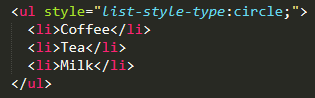 <ul style="list-style-type:circle;">
  <li>Coffee</li>
  <li>Tea</li>
  <li>Milk</li>
</ul>